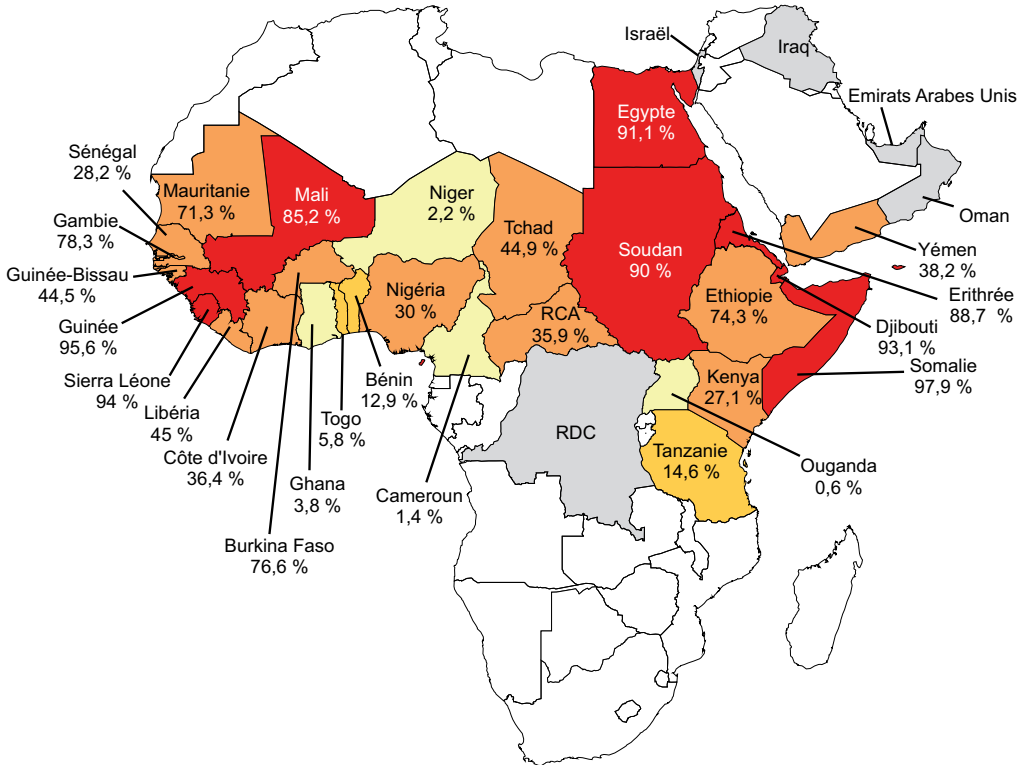 Israël
Iraq
Emirats Arabes Unis
Oman
Egypte
91,1 %
Sénégal
28,2 %
Mauritanie
71,3 %
Mali
85,2 %
Niger
2,2 %
Tchad
44,9 %
Soudan
90 %
Yémen
38,2 %
Gambie
78,3 %
Guinée-Bissau
44,5 %
Nigéria
30 %
RCA
35,9 %
Ethiopie
74,3 %
Erithrée
88,7 %
Guinée
95,6 %
Djibouti
93,1 %
Sierra Léone
94 %
Bénin
12,9 %
Kenya
27,1 %
Somalie
97,9 %
Libéria
45 %
Togo
5,8 %
RDC
Côte d'Ivoire
36,4 %
Ghana
3,8 %
Cameroun
1,4 %
Tanzanie
14,6 %
Ouganda
0,6 %
Burkina Faso
76,6 %